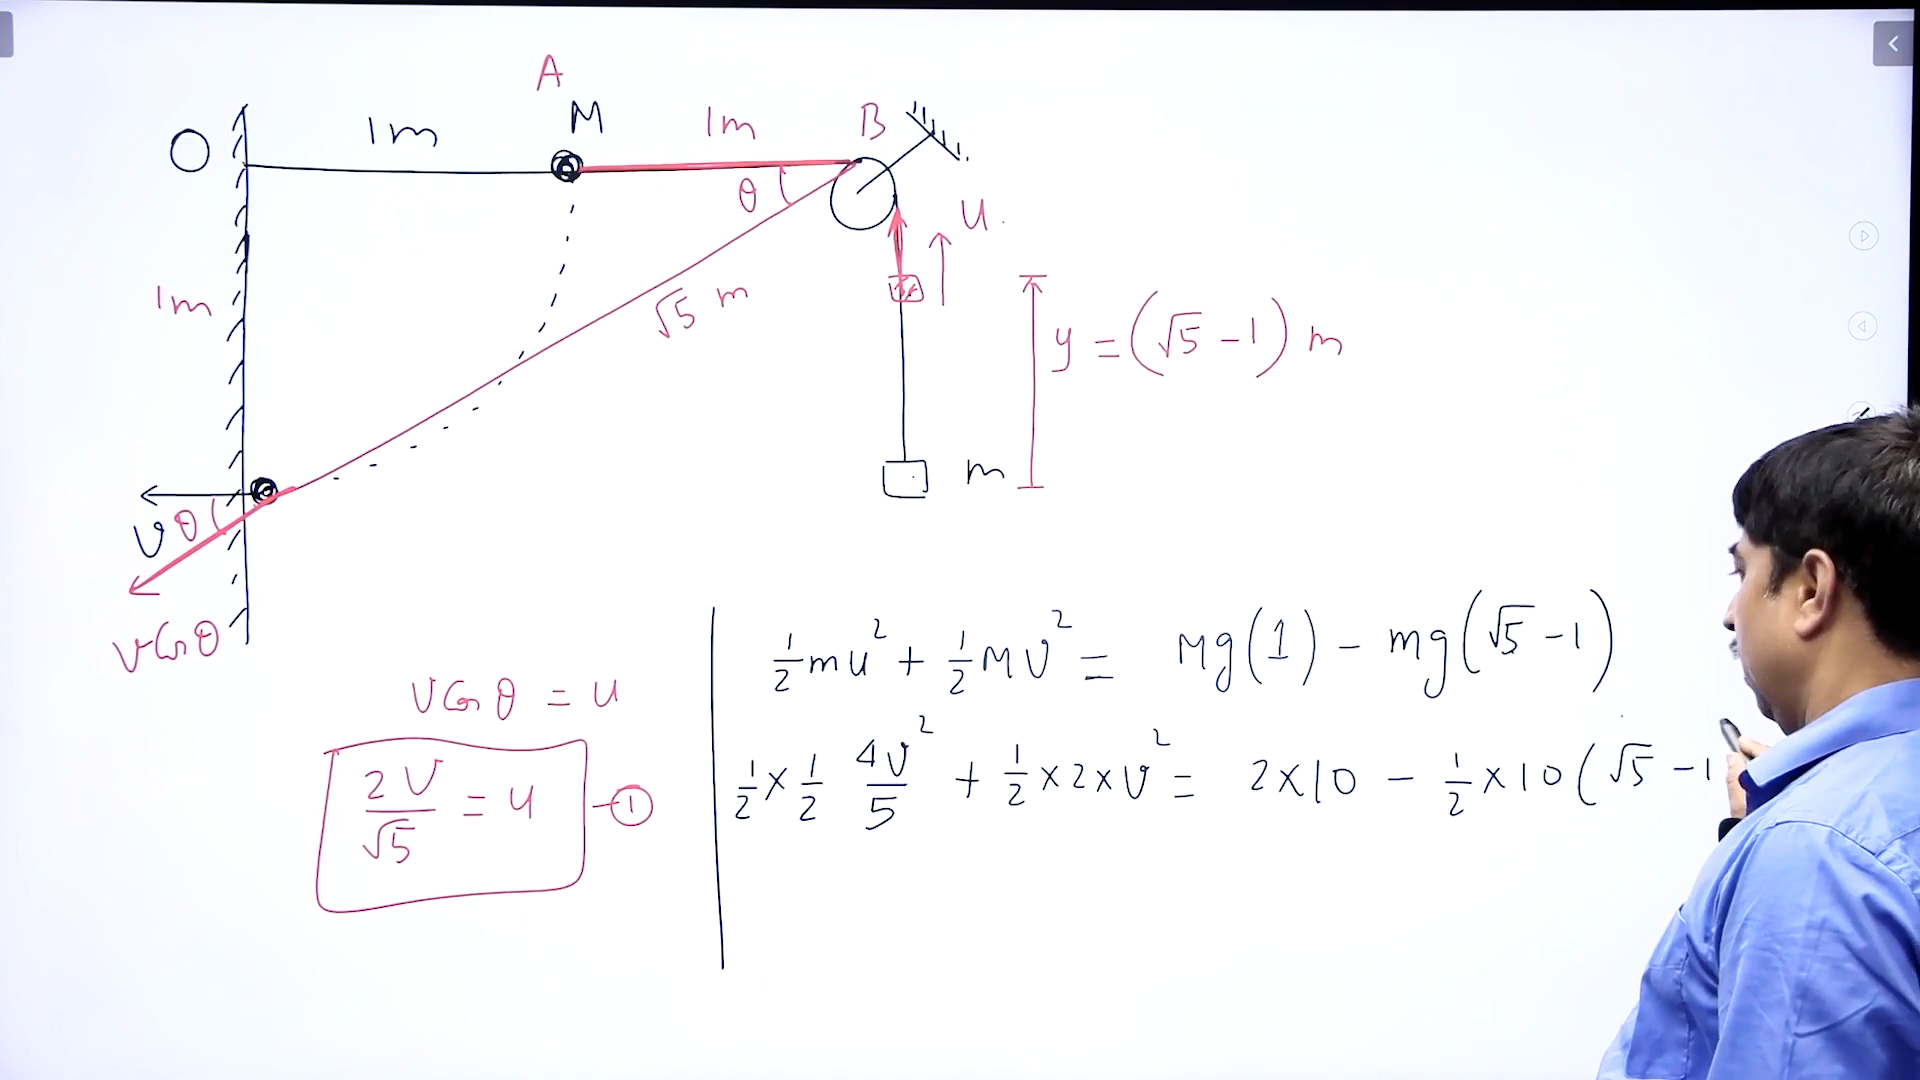 A
O 1m M 1m B
θ
u.
1m
√5 m
y = (√5 - 1) m
m
v θ
v Cos θ
v Cos θ = u
2v/√5 = u —①
½mu² + ½Mv² = Mg(1) - mg(√5-1)
½ × ½ 4v²/5 + ½×2×v² = 2×10 - ½×10(√5-1